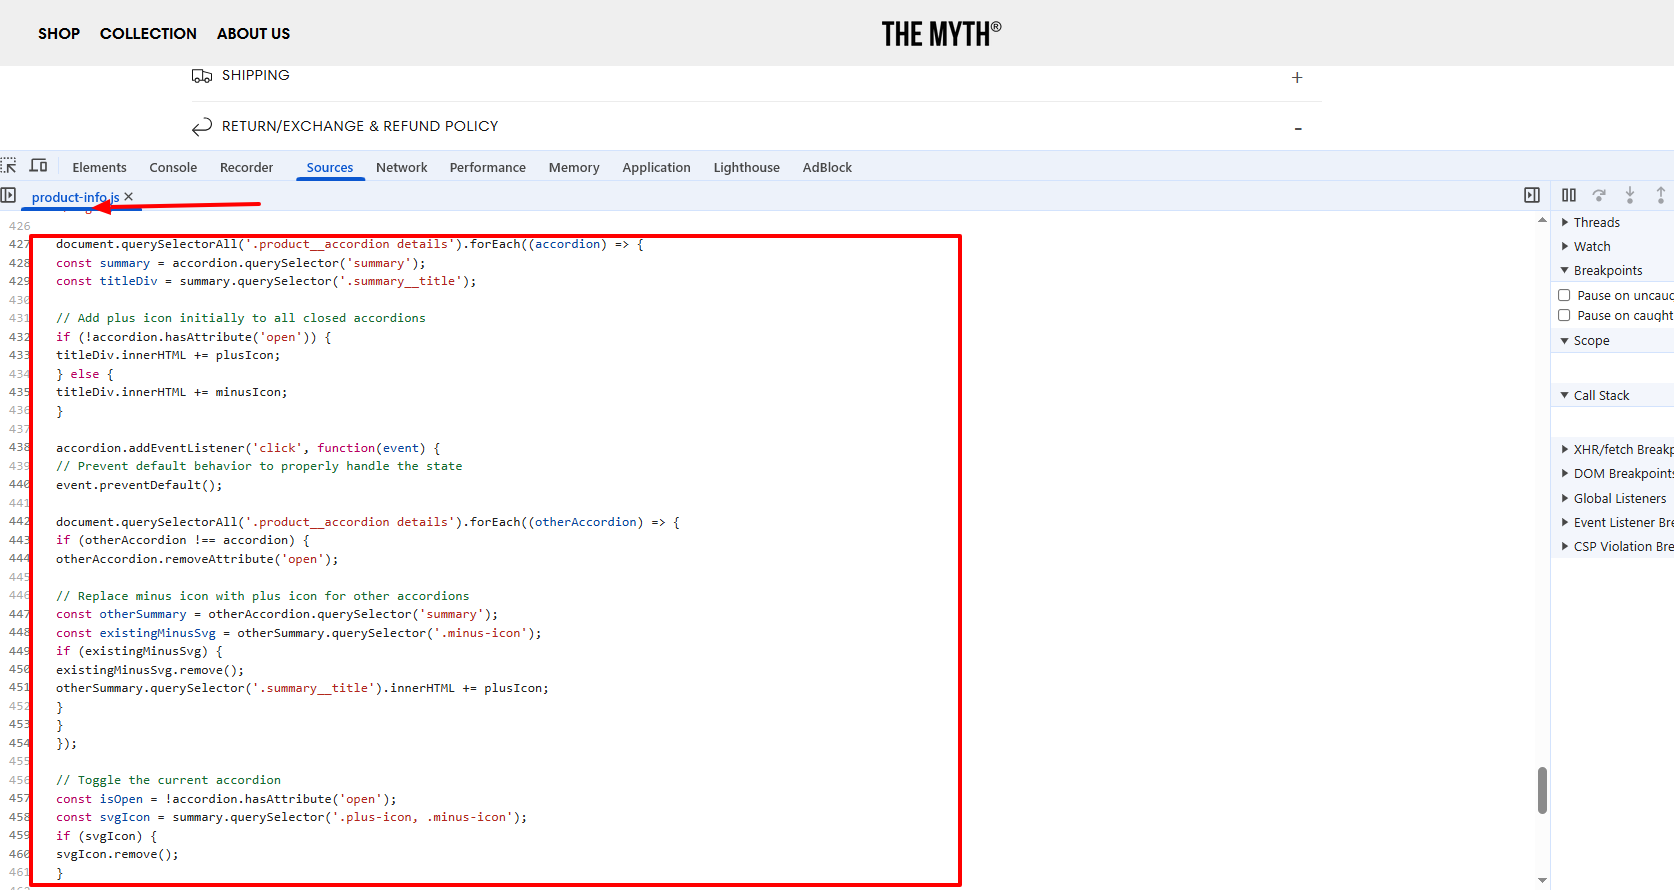 SHOP COLLECTION ABOUT US THE MYTH®
SHIPPING +
RETURN/EXCHANGE & REFUND POLICY -
Elements Console Recorder Sources Network Performance Memory Application Lighthouse AdBlock
product-info.js ×
426
427 document.querySelectorAll('.product__accordion details').forEach((accordion) => {
428 const summary = accordion.querySelector('summary');
429 const titleDiv = summary.querySelector('.summary__title');
430
431 // Add plus icon initially to all closed accordions
432 if (!accordion.hasAttribute('open')) {
433 titleDiv.innerHTML += plusIcon;
434 } else {
435 titleDiv.innerHTML += minusIcon;
436 }
437
438 accordion.addEventListener('click', function(event) {
439 // Prevent default behavior to properly handle the state
440 event.preventDefault();
441
442 document.querySelectorAll('.product__accordion details').forEach((otherAccordion) => {
443 if (otherAccordion !== accordion) {
444 otherAccordion.removeAttribute('open');
445
446 // Replace minus icon with plus icon for other accordions
447 const otherSummary = otherAccordion.querySelector('summary');
448 const existingMinusSvg = otherSummary.querySelector('.minus-icon');
449 if (existingMinusSvg) {
450 existingMinusSvg.remove();
451 otherSummary.querySelector('.summary__title').innerHTML += plusIcon;
452 }
453 }
454 });
455
456 // Toggle the current accordion
457 const isOpen = !accordion.hasAttribute('open');
458 const svgIcon = summary.querySelector('.plus-icon, .minus-icon');
459 if (svgIcon) {
460 svgIcon.remove();
461 }
Threads
Watch
Breakpoints
Pause on uncauc
Pause on caught
Scope
Call Stack
XHR/fetch Breakp
DOM Breakpoints
Global Listeners
Event Listener Bre
CSP Violation Bre